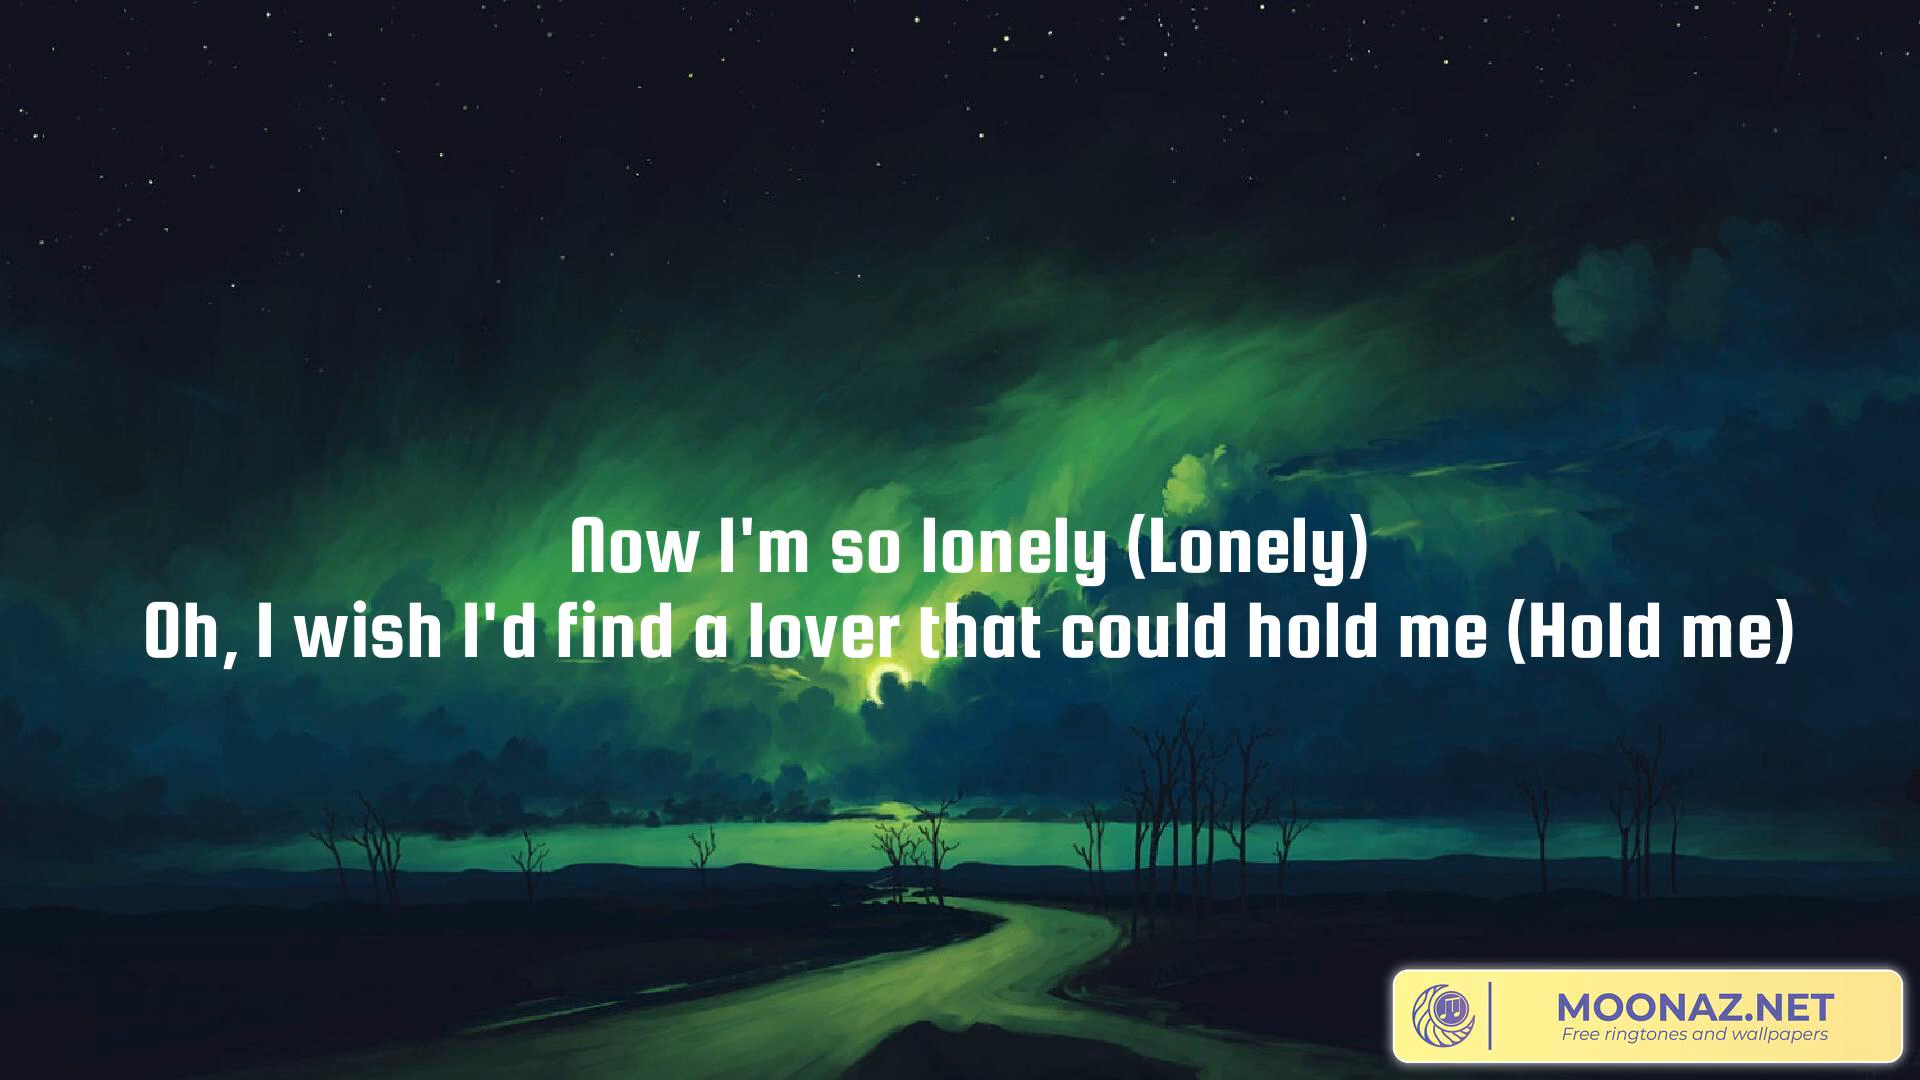 Now I'm so lonely (Lonely)
Oh, I wish I'd find a lover that could hold me (Hold me)
MOONAZ.NET
Free ringtones and wallpapers